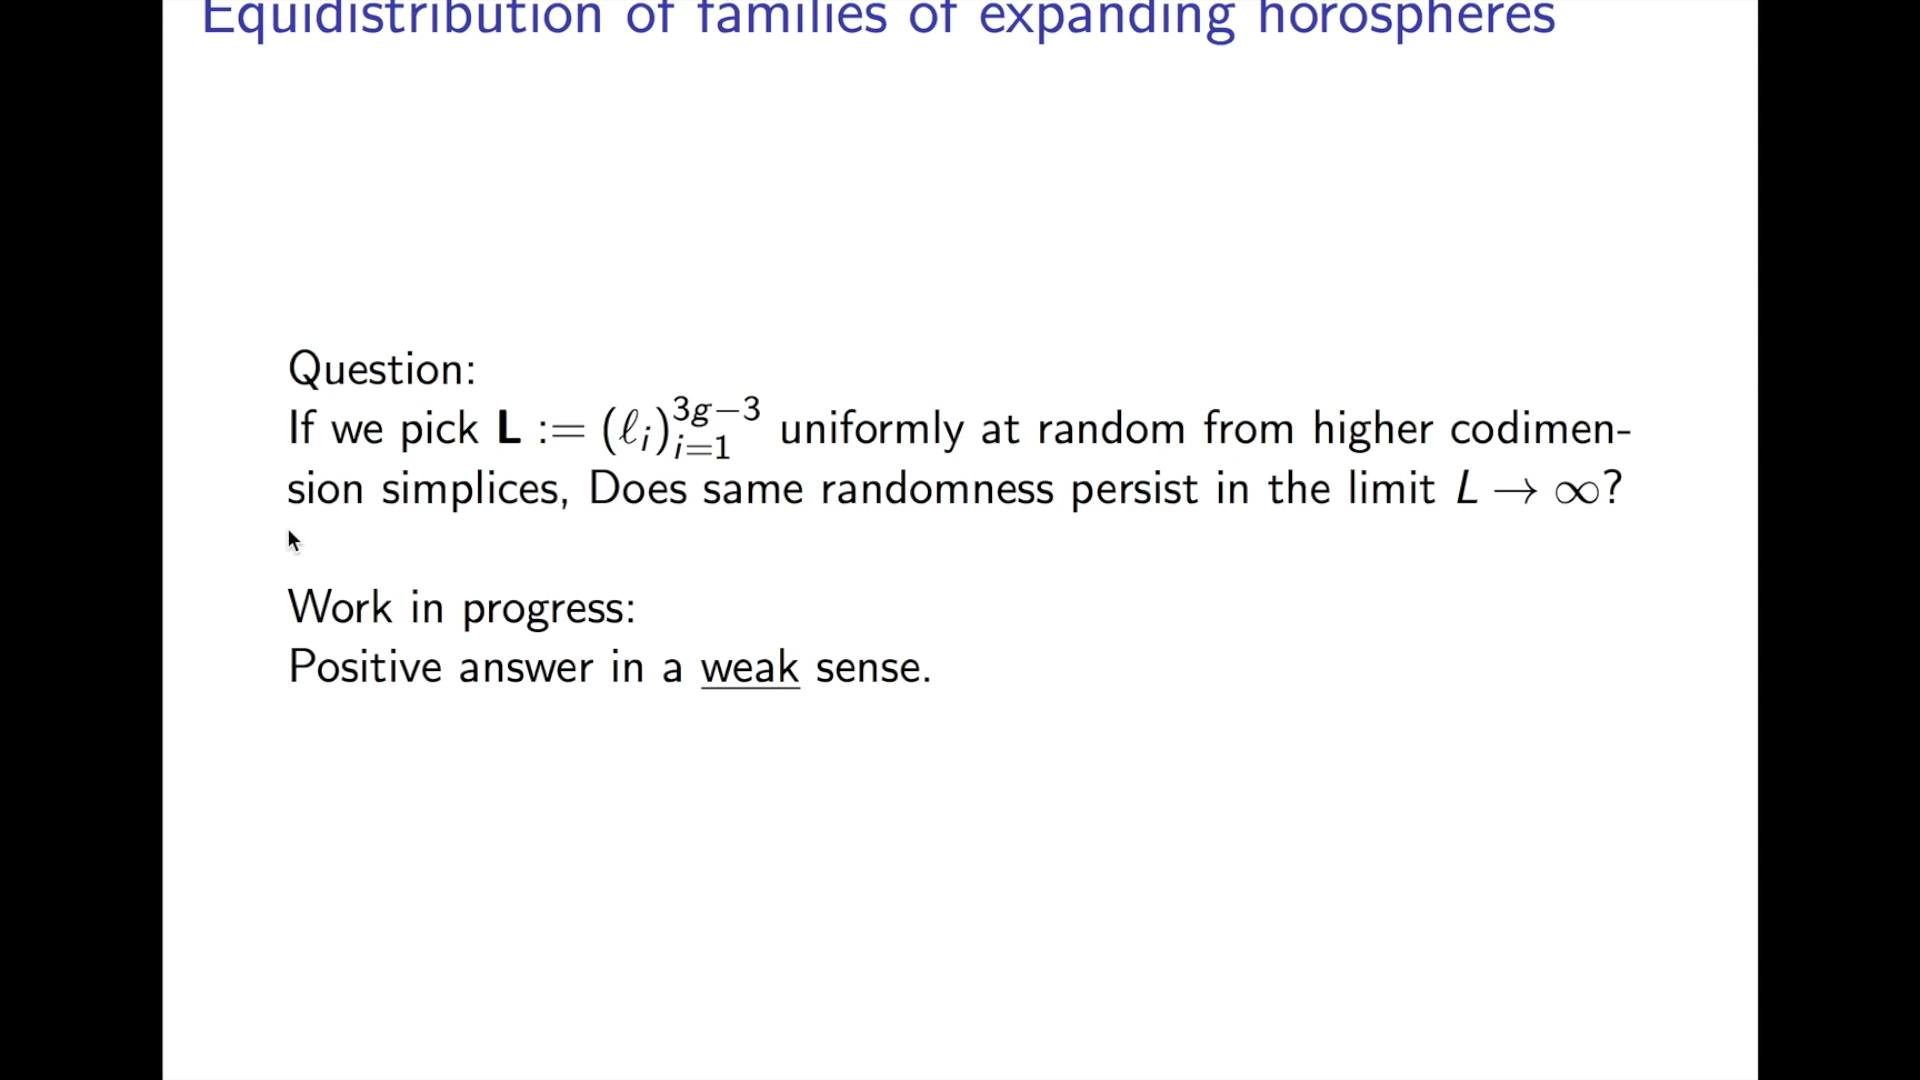 Equidistribution of families of expanding horospheres
Question:
If we pick L := (ℓᵢ)_{i=1}^{3g−3} uniformly at random from higher codimen-
sion simplices, Does same randomness persist in the limit L → ∞?
Work in progress:
Positive answer in a weak sense.